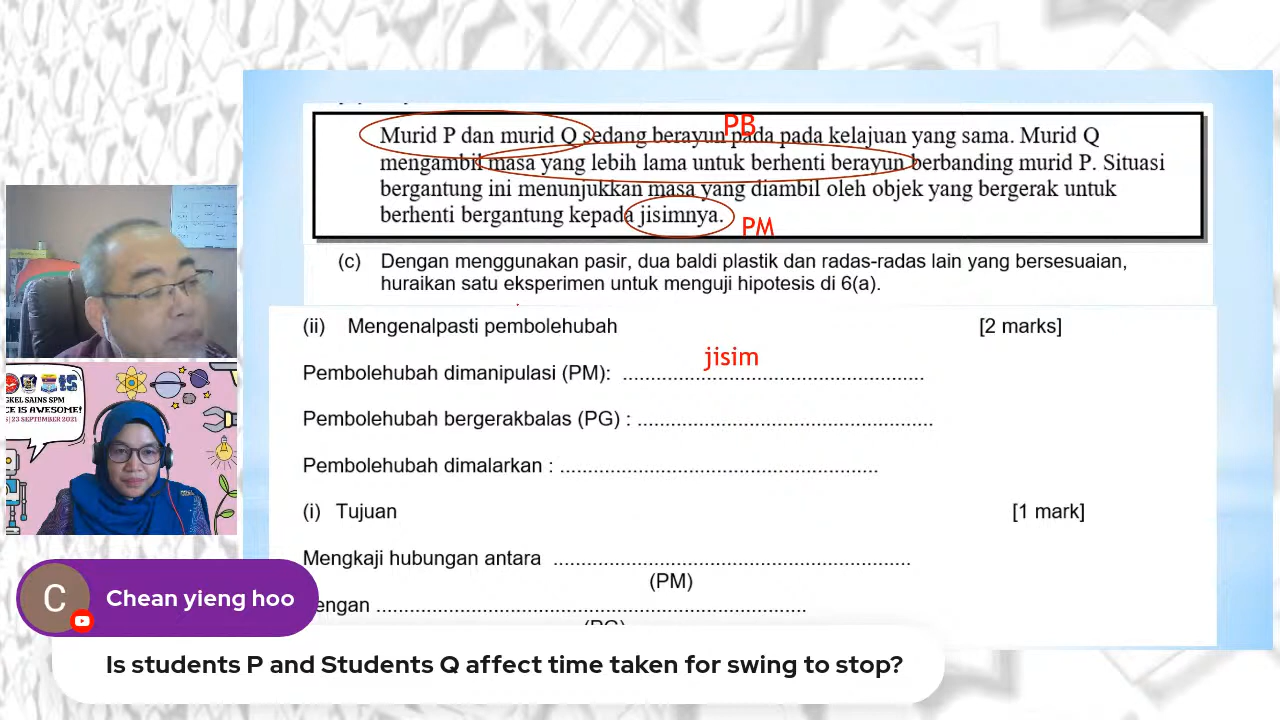 Murid P dan murid Q sedang berayun pada pada kelajuan yang sama. Murid Q
PB
mengambil masa yang lebih lama untuk berhenti berayun berbanding murid P. Situasi
bergantung ini menunjukkan masa yang diambil oleh objek yang bergerak untuk
berhenti bergantung kepada jisimnya.
PM
(c) Dengan menggunakan pasir, dua baldi plastik dan radas-radas lain yang bersesuaian,
huraikan satu eksperimen untuk menguji hipotesis di 6(a).
(ii) Mengenalpasti pembolehubah [2 marks]
jisim
Pembolehubah dimanipulasi (PM): ....................................................
Pembolehubah bergerakbalas (PG) : ...................................................
Pembolehubah dimalarkan : ........................................................
(i) Tujuan [1 mark]
Mengkaji hubungan antara ..............................................................
(PM)
engan ..........................................................................
(PG)
GKEL SAINS SPM
CE IS AWESOME!
23 SEPTEMBER 2021
C
Chean yieng hoo
Is students P and Students Q affect time taken for swing to stop?